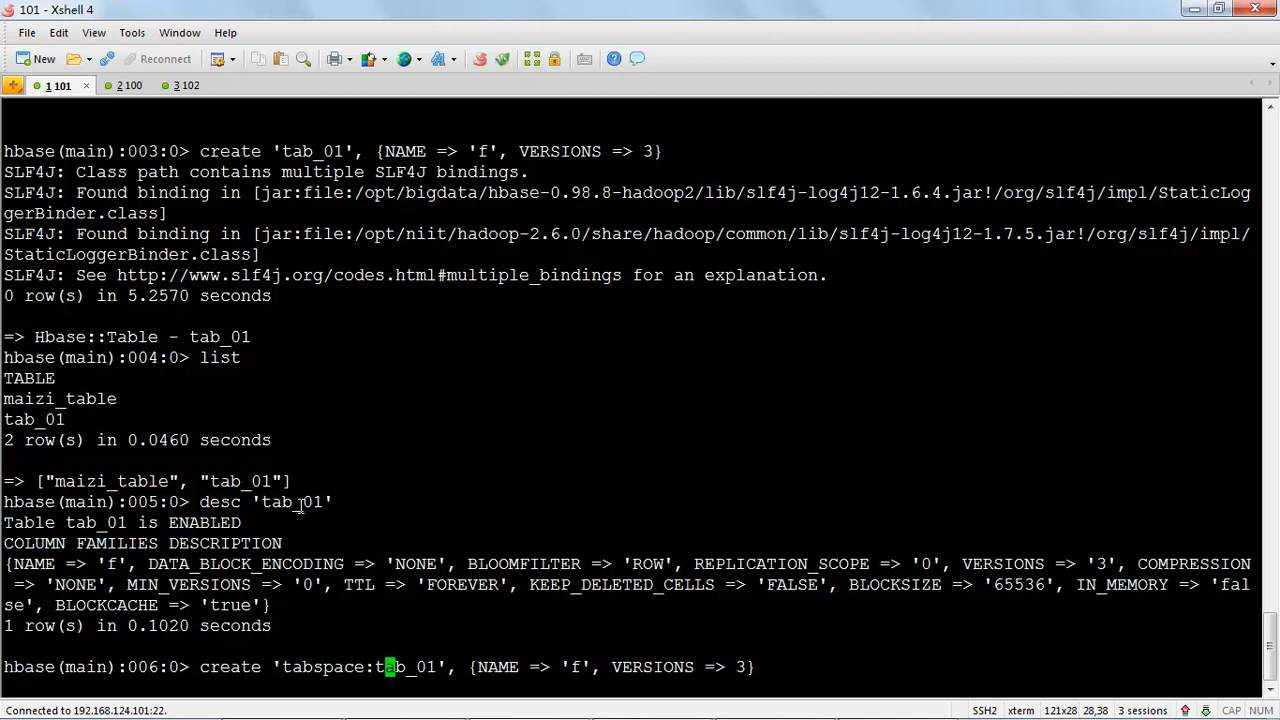 101 - Xshell 4
File Edit View Tools Window Help
New Reconnect
1 101 × 2 100 3 102
hbase(main):003:0> create 'tab_01', {NAME => 'f', VERSIONS => 3}
SLF4J: Class path contains multiple SLF4J bindings.
SLF4J: Found binding in [jar:file:/opt/bigdata/hbase-0.98.8-hadoop2/lib/slf4j-log4j12-1.6.4.jar!/org/slf4j/impl/StaticLog
gerBinder.class]
SLF4J: Found binding in [jar:file:/opt/niit/hadoop-2.6.0/share/hadoop/common/lib/slf4j-log4j12-1.7.5.jar!/org/slf4j/impl/
StaticLoggerBinder.class]
SLF4J: See http://www.slf4j.org/codes.html#multiple_bindings for an explanation.
0 row(s) in 5.2570 seconds
=> Hbase::Table - tab_01
hbase(main):004:0> list
TABLE
maizi_table
tab_01
2 row(s) in 0.0460 seconds
=> ["maizi_table", "tab_01"]
hbase(main):005:0> desc 'tab_01'
Table tab_01 is ENABLED
COLUMN FAMILIES DESCRIPTION
{NAME => 'f', DATA_BLOCK_ENCODING => 'NONE', BLOOMFILTER => 'ROW', REPLICATION_SCOPE => '0', VERSIONS => '3', COMPRESSION
=> 'NONE', MIN_VERSIONS => '0', TTL => 'FOREVER', KEEP_DELETED_CELLS => 'FALSE', BLOCKSIZE => '65536', IN_MEMORY => 'fal
se', BLOCKCACHE => 'true'}
1 row(s) in 0.1020 seconds
hbase(main):006:0> create 'tabspace:tab_01', {NAME => 'f', VERSIONS => 3}
Connected to 192.168.124.101:22. SSH2 xterm 121x28 28,38 3 sessions CAP NUM